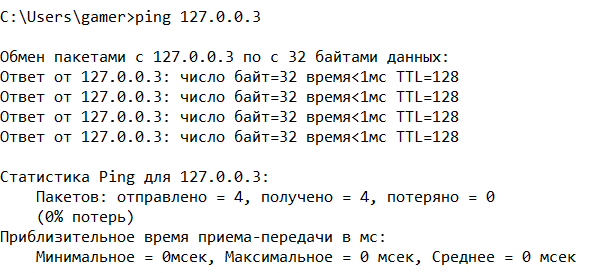 C:\Users\gamer>ping 127.0.0.3
Обмен пакетами с 127.0.0.3 по с 32 байтами данных:
Ответ от 127.0.0.3: число байт=32 время<1мс TTL=128
Ответ от 127.0.0.3: число байт=32 время<1мс TTL=128
Ответ от 127.0.0.3: число байт=32 время<1мс TTL=128
Ответ от 127.0.0.3: число байт=32 время<1мс TTL=128
Статистика Ping для 127.0.0.3:
Пакетов: отправлено = 4, получено = 4, потеряно = 0
(0% потерь)
Приблизительное время приема-передачи в мс:
Минимальное = 0мсек, Максимальное = 0 мсек, Среднее = 0 мсек